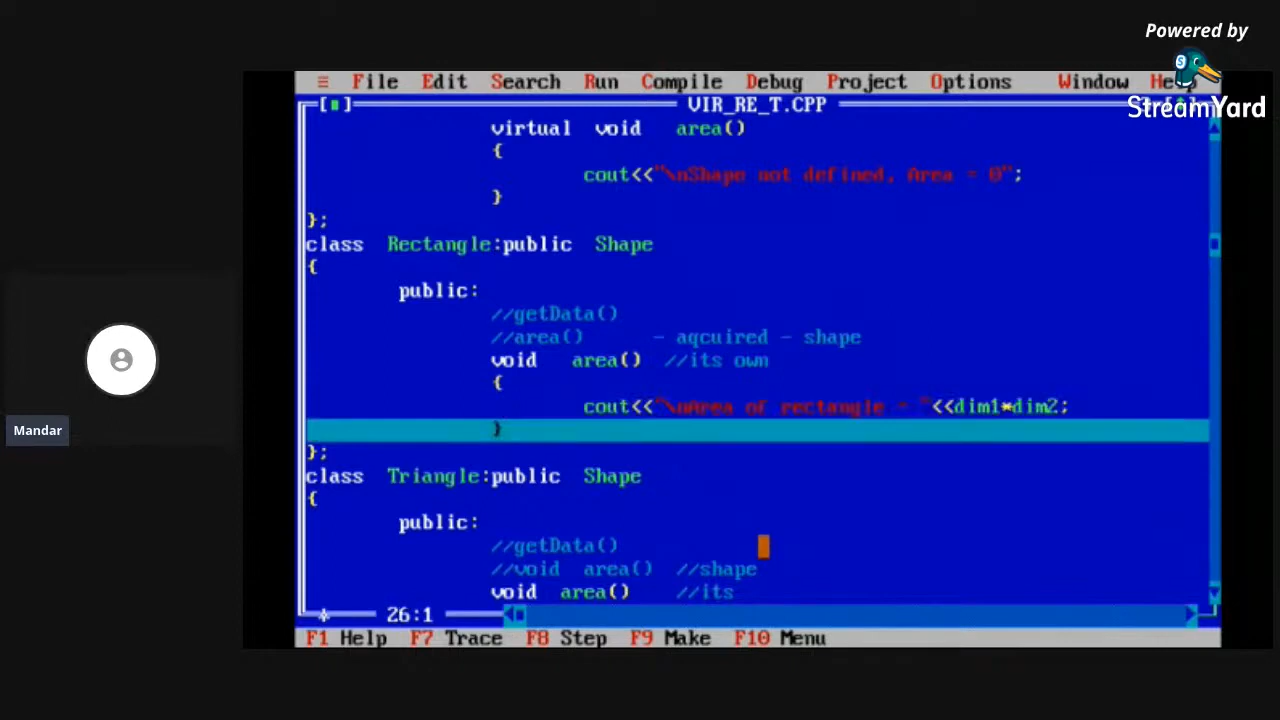 Powered by
StreamYard
≡ File Edit Search Run Compile Debug Project Options Window Help
[■] VIR_RE_T.CPP
virtual void area()
{
cout<<"\nShape not defined, Area = 0";
}
};
class Rectangle:public Shape
{
public:
//getData()
//area() - aqcuired - shape
void area() //its own
{
cout<<"\nArea of rectangle = "<<dim1*dim2;
}
};
class Triangle:public Shape
{
public:
//getData()
//void area() //shape
void area() //its
26:1
F1 Help F7 Trace F8 Step F9 Make F10 Menu
Mandar